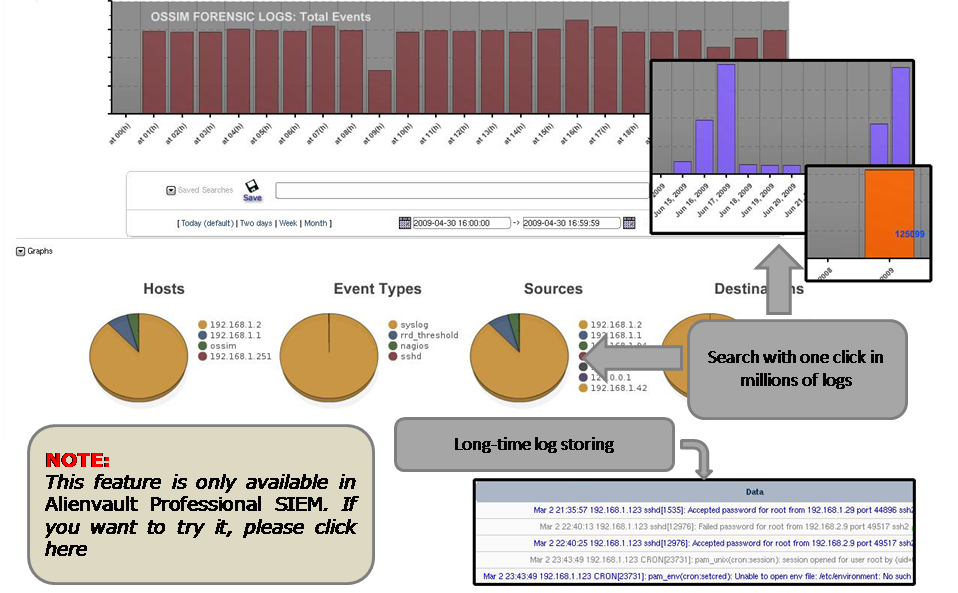 OSSIM FORENSIC LOGS: Total Events
at 00(h)
at 01(h)
at 02(h)
at 03(h)
at 04(h)
at 05(h)
at 06(h)
at 07(h)
at 08(h)
at 09(h)
at 10(h)
at 11(h)
at 12(h)
at 13(h)
at 14(h)
at 15(h)
at 16(h)
at 17(h)
at 18(h)
2009
Jun 15, 2009
Jun 16, 2009
Jun 17, 2009
Jun 18, 2009
Jun 19, 2009
Jun 20, 2009
Jun 21,
125099
2008
2009
Saved Searches
Save
[ Today (default) | Two days | Week | Month ]
2009-04-30 16:00:00 -> 2009-04-30 16:59:59
Graphs
Hosts
192.168.1.2
192.168.1.1
ossim
192.168.1.251
Event Types
syslog
rrd_threshold
nagios
sshd
Sources
192.168.1.2
192.168.1.1
192.168.1.42
Search with one click in
millions of logs
Long-time log storing
NOTE:
This feature is only available in
Alienvault Professional SIEM. If
you want to try it, please click
here
Data
Mar 2 21:35:57 192.168.1.123 sshd[1535]: Accepted password for root from 192.168.1.29 port 44896 ssh2
Mar 2 22:40:13 192.168.1.123 sshd[12976]: Failed password for root from 192.168.2.9 port 49517 ssh2
Mar 2 22:40:25 192.168.1.123 sshd[12976]: Accepted password for root from 192.168.2.9 port 49517 ssh2
Mar 2 23:43:49 192.168.1.123 CRON[23731]: pam_unix(cron:session): session opened for user root by (uid=
Mar 2 23:43:49 192.168.1.123 CRON[23731]: pam_env(cron:setcred): Unable to open env file: /etc/environment: No such